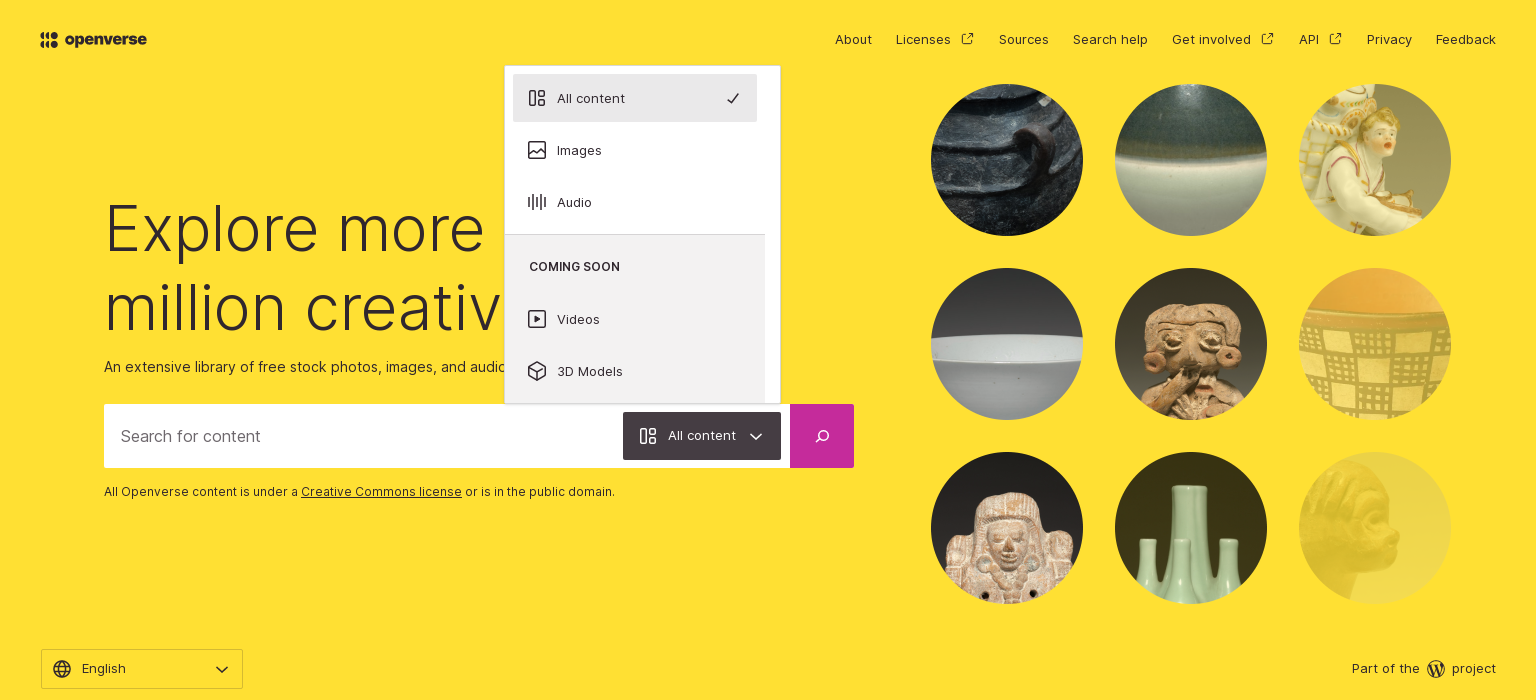 openverse
About
Licenses
Sources
Search help
Get involved
API
Privacy
Feedback
All content
Images
Audio
COMING SOON
Videos
3D Models
Explore more
million creativ
An extensive library of free stock photos, images, and audio
Search for content
All content
All Openverse content is under a Creative Commons license or is in the public domain.
English
Part of the
project